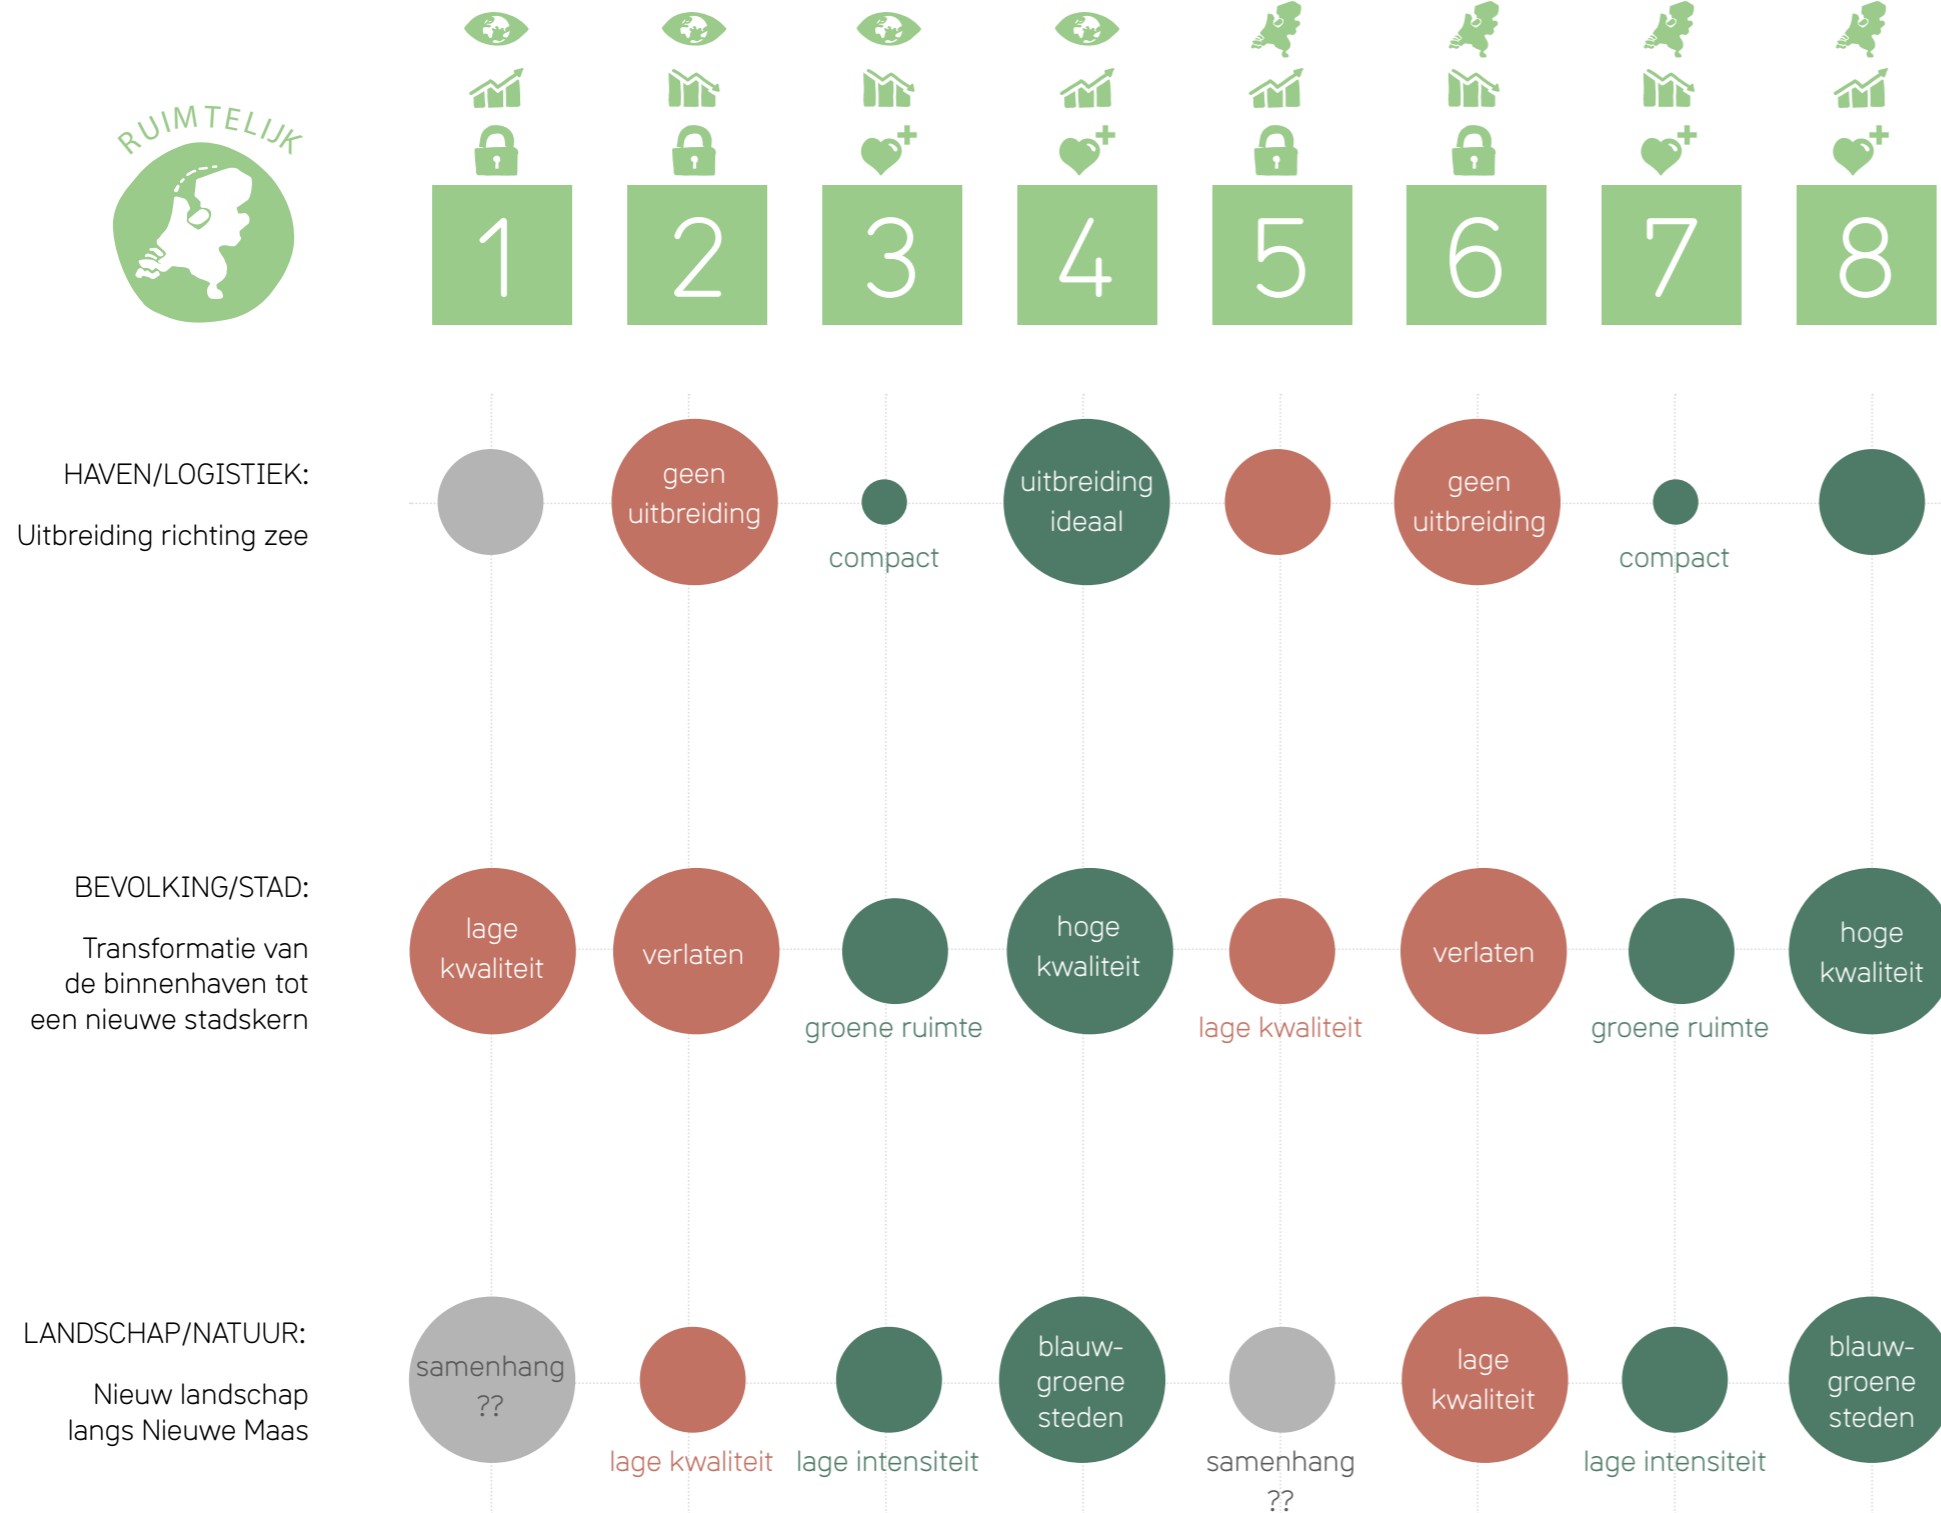 RUIMTELIJK
1 2 3 4 5 6 7 8
HAVEN/LOGISTIEK:
Uitbreiding richting zee
geen
uitbreiding
compact
uitbreiding
ideaal
geen
uitbreiding
compact
BEVOLKING/STAD:
Transformatie van
de binnenhaven tot
een nieuwe stadskern
lage
kwaliteit
verlaten
groene ruimte
hoge
kwaliteit
lage kwaliteit
verlaten
groene ruimte
hoge
kwaliteit
LANDSCHAP/NATUUR:
Nieuw landschap
langs Nieuwe Maas
samenhang
??
lage kwaliteit
lage intensiteit
blauw-
groene
steden
samenhang
??
lage
kwaliteit
lage intensiteit
blauw-
groene
steden